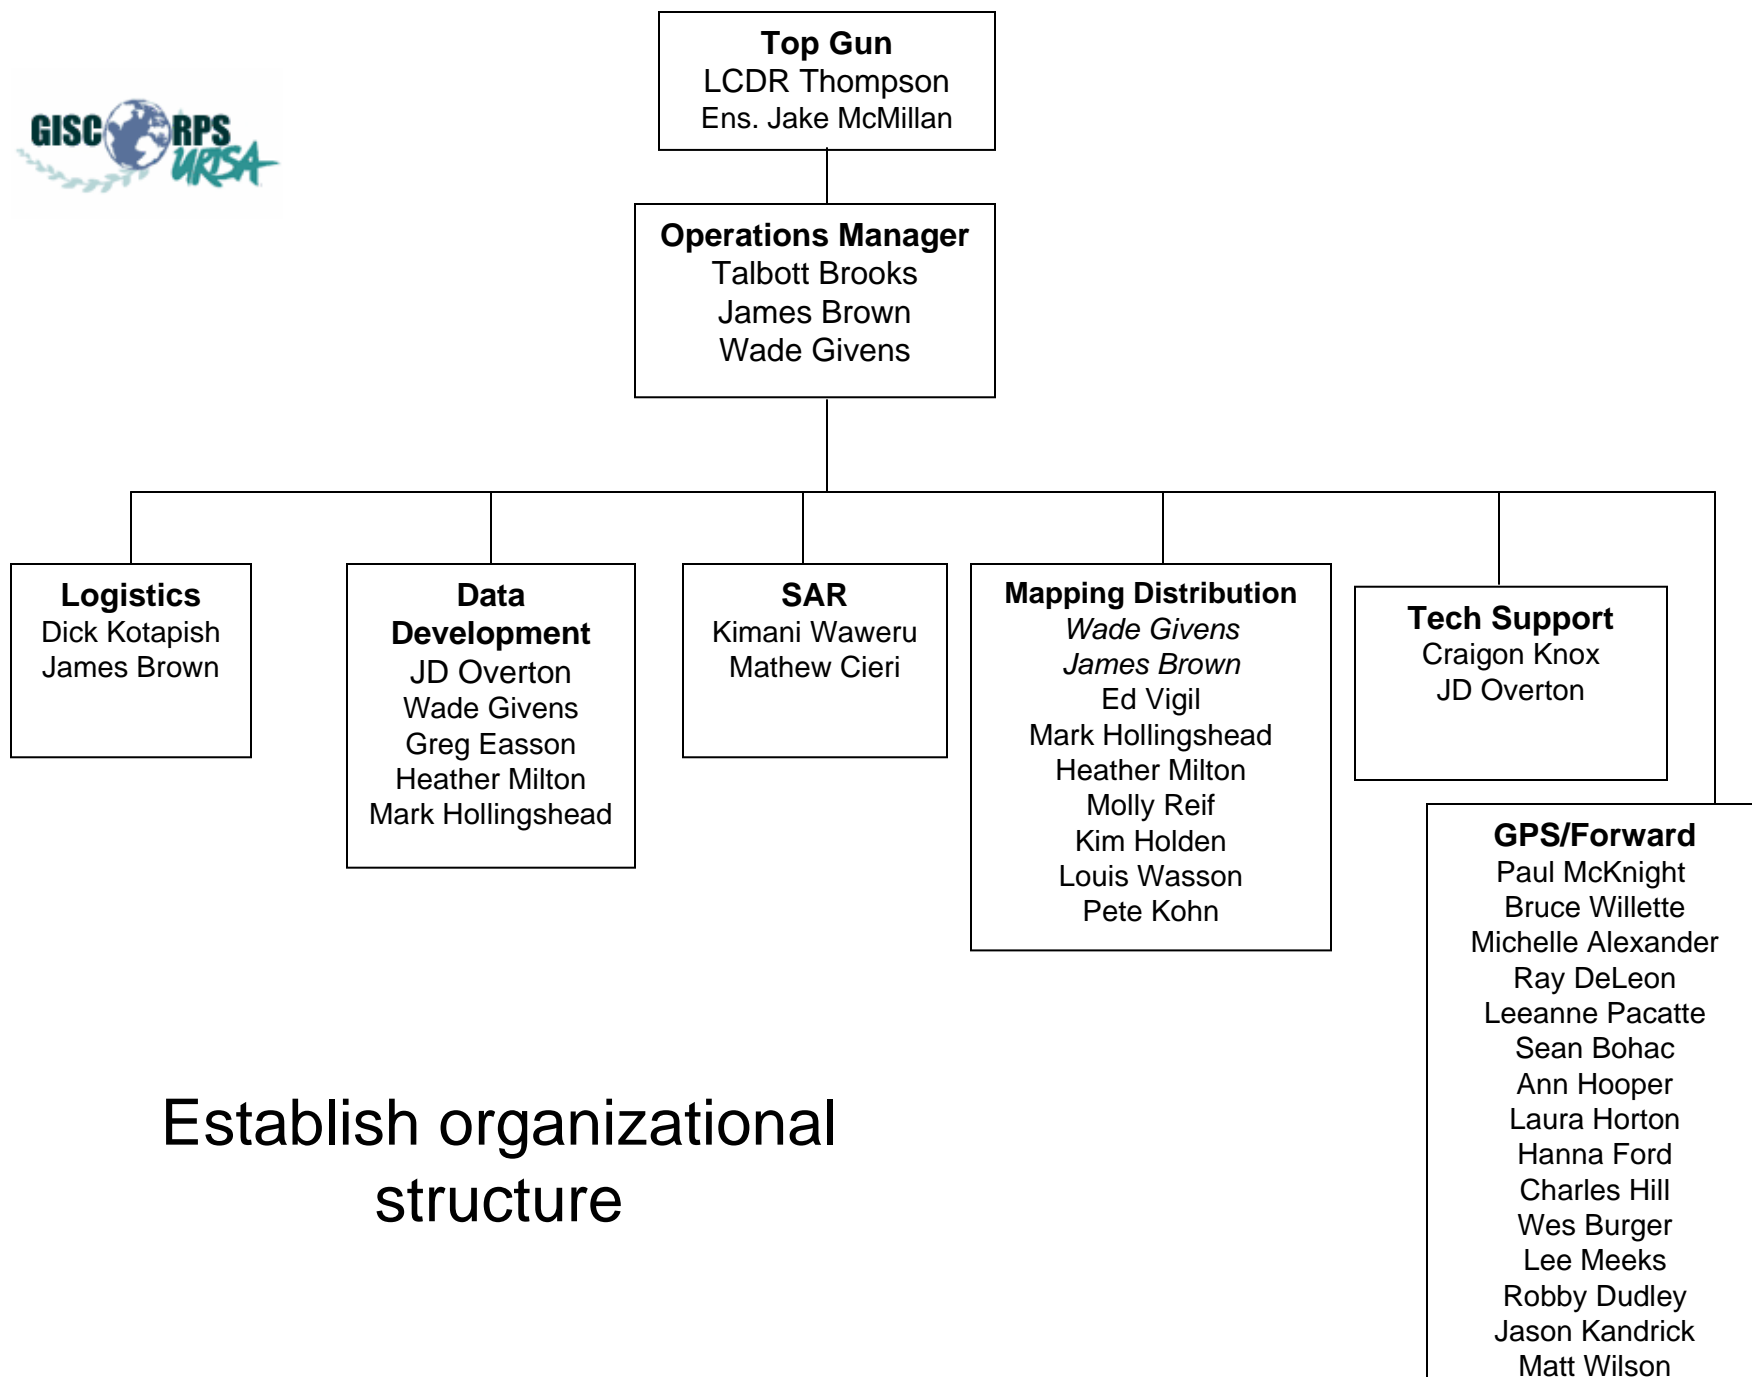 Top Gun
LCDR Thompson
Ens. Jake McMillan
GISCORPS
URISA
Operations Manager
Talbott Brooks
James Brown
Wade Givens
Logistics
Dick Kotapish
James Brown
Data
Development
JD Overton
Wade Givens
Greg Easson
Heather Milton
Mark Hollingshead
SAR
Kimani Waweru
Mathew Cieri
Mapping Distribution
Wade Givens
James Brown
Ed Vigil
Mark Hollingshead
Heather Milton
Molly Reif
Kim Holden
Louis Wasson
Pete Kohn
Tech Support
Craigon Knox
JD Overton
GPS/Forward
Paul McKnight
Bruce Willette
Michelle Alexander
Ray DeLeon
Leeanne Pacatte
Sean Bohac
Ann Hooper
Laura Horton
Hanna Ford
Charles Hill
Wes Burger
Lee Meeks
Robby Dudley
Jason Kandrick
Matt Wilson
Establish organizational
structure